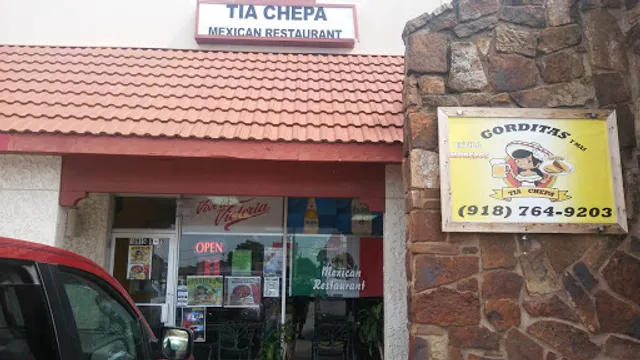 TIA CHEPA
MEXICAN RESTAURANT
GORDITAS Y MAS
TIA CHEPA
(918) 764-9203
Victoria
OPEN
Mexican
Restaurant